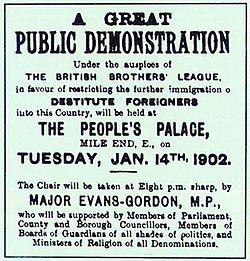 A GREAT
PUBLIC DEMONSTRATION
Under the auspices of
THE BRITISH BROTHERS' LEAGUE,
in favour of restricting the further immigration o
DESTITUTE FOREIGNERS
into this Country, will be held at
THE PEOPLE'S PALACE,
MILE END, E., on
TUESDAY, JAN. 14TH, 1902.
The Chair will be taken at Eight p.m. sharp, by
MAJOR EVANS-GORDON, M.P.,
who will be supported by Members of Parliament,
County and Borough Councillors, Members of
Boards of Guardians of all shades of politics, and
Ministers of Religion of all Denominations.